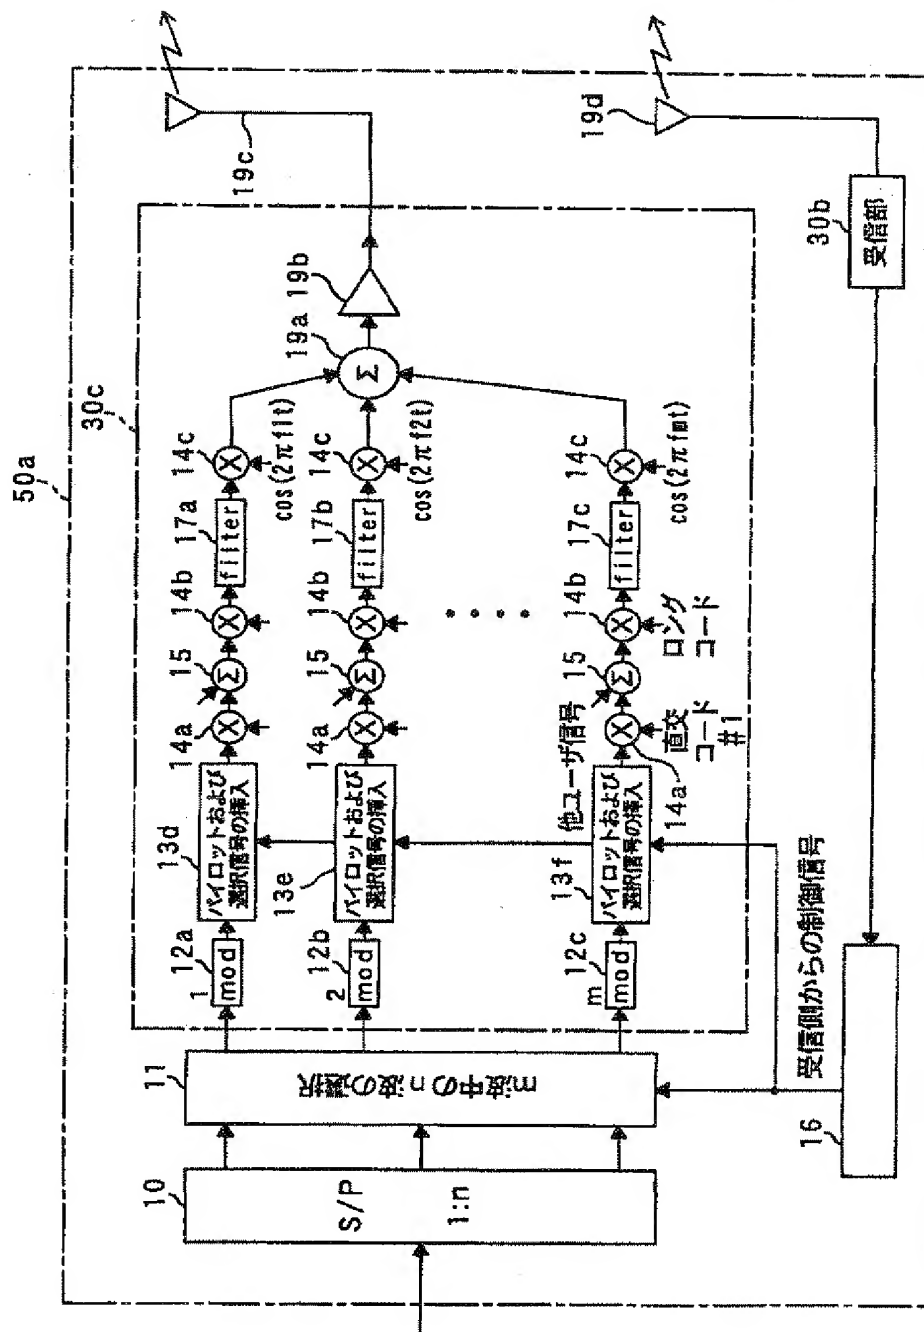 50a
30c
10
S/P
1:n
11
m波中のn波の選択
1
12a
mod
13d
パイロットおよび
選択信号の挿入
14a
X
15
Σ
14b
X
17a
filter
14c
X
cos(2πf1t)
2
12b
mod
13e
パイロットおよび
選択信号の挿入
14a
X
15
Σ
14b
X
17b
filter
14c
X
cos(2πf2t)
m
12c
mod
13f
パイロットおよび
選択信号の挿入
他ユーザ信号
14a
X
直交
コード
#1
15
Σ
14b
X
ロング
コード
17c
filter
14c
X
cos(2πfmt)
19a
Σ
19b
19c
19d
30b
受信部
16
受信側からの制御信号